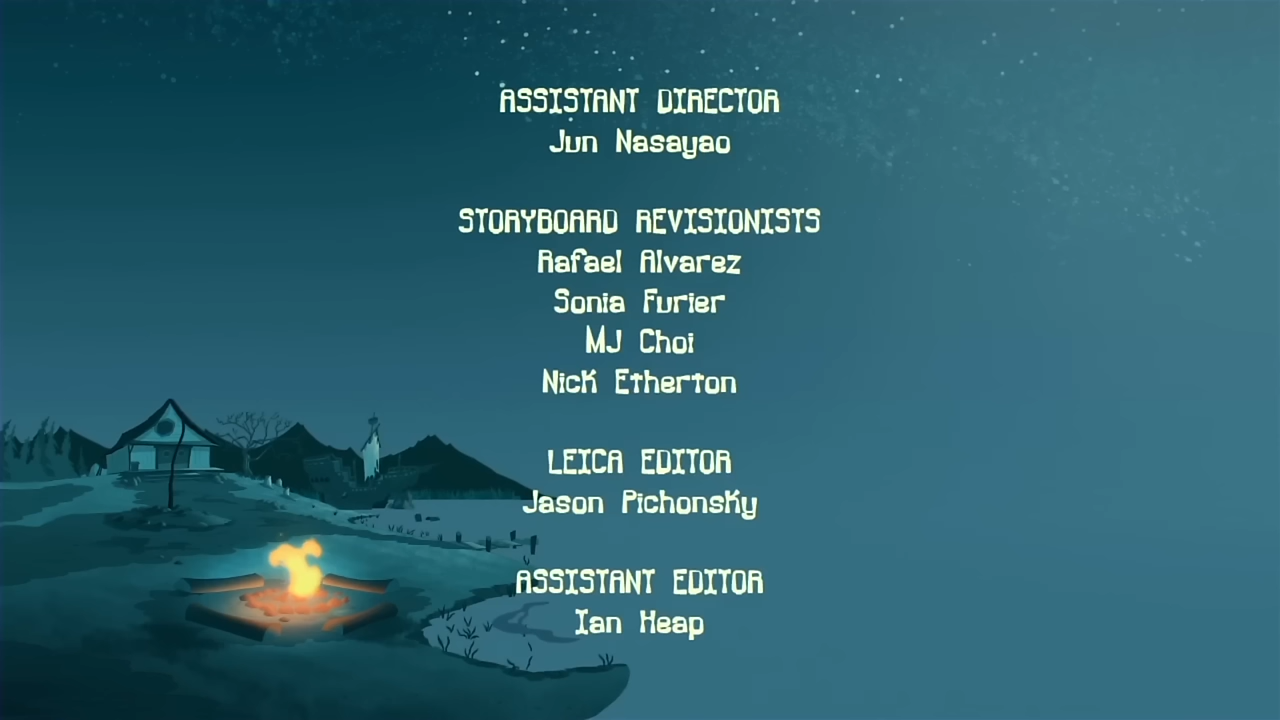 ASSISTANT DIRECTOR
Jun Nasayao
STORYBOARD REVISIONISTS
Rafael Alvarez
Sonia Furier
MJ Choi
Nick Etherton
LEICA EDITOR
Jason Pichonsky
ASSISTANT EDITOR
Ian Heap